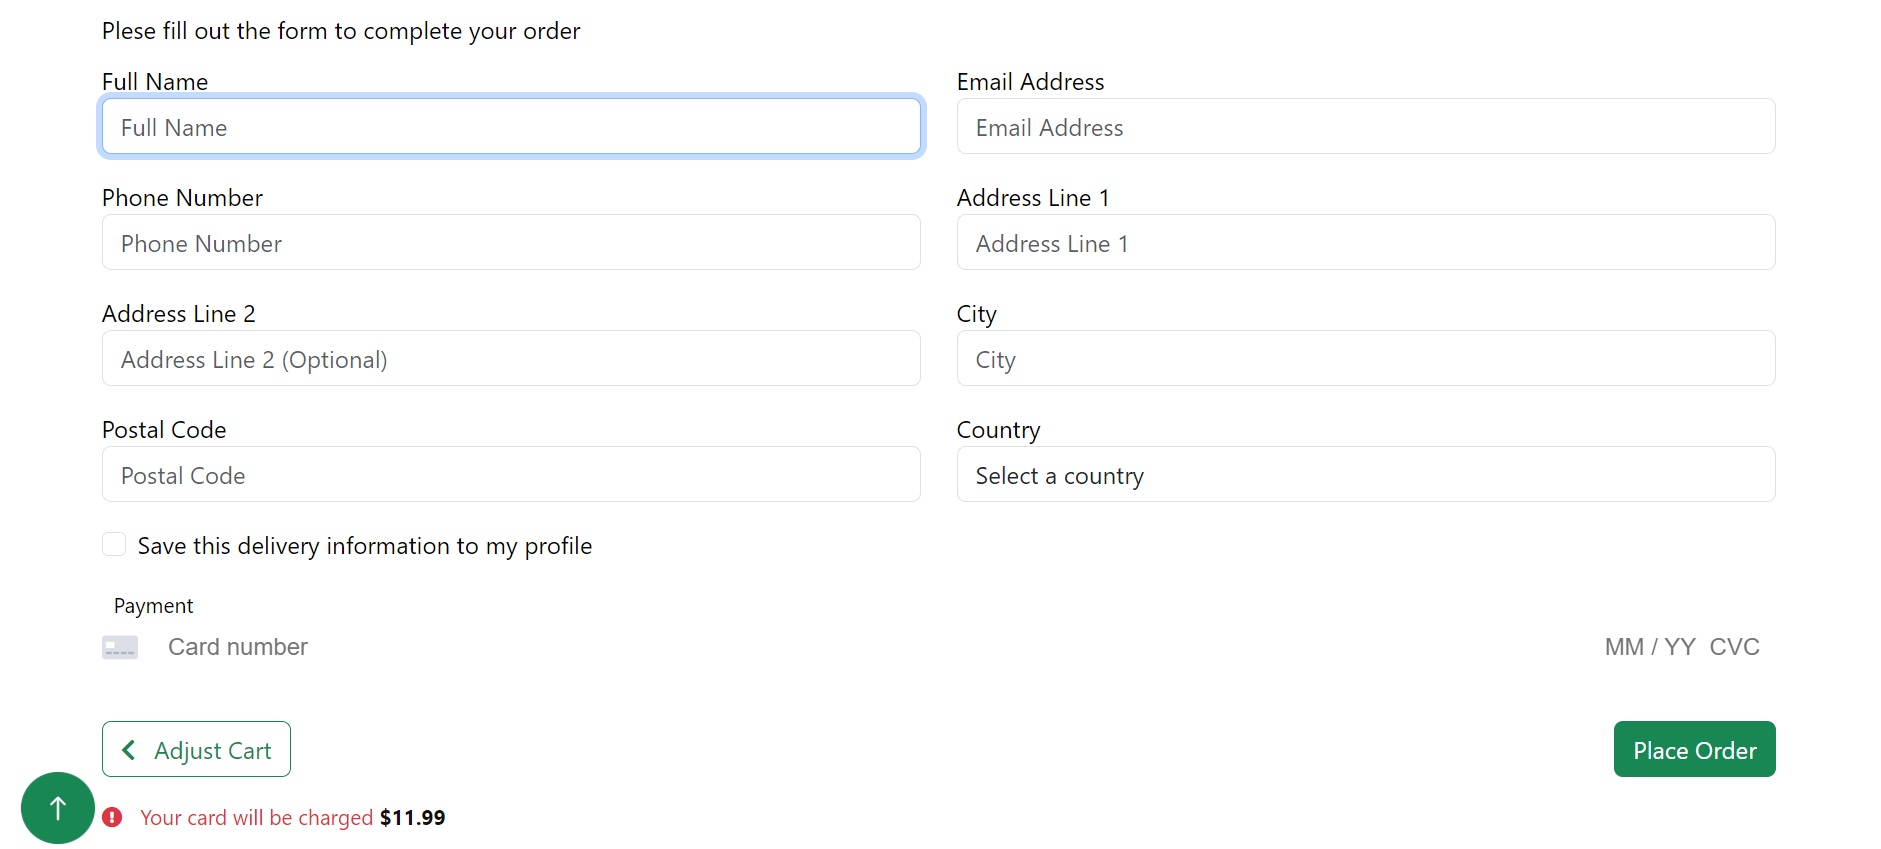 Plese fill out the form to complete your order
Full Name
Full Name
Email Address
Email Address
Phone Number
Phone Number
Address Line 1
Address Line 1
Address Line 2
Address Line 2 (Optional)
City
City
Postal Code
Postal Code
Country
Select a country
Save this delivery information to my profile
Payment
Card number MM / YY CVC
Adjust Cart
Place Order
Your card will be charged $11.99